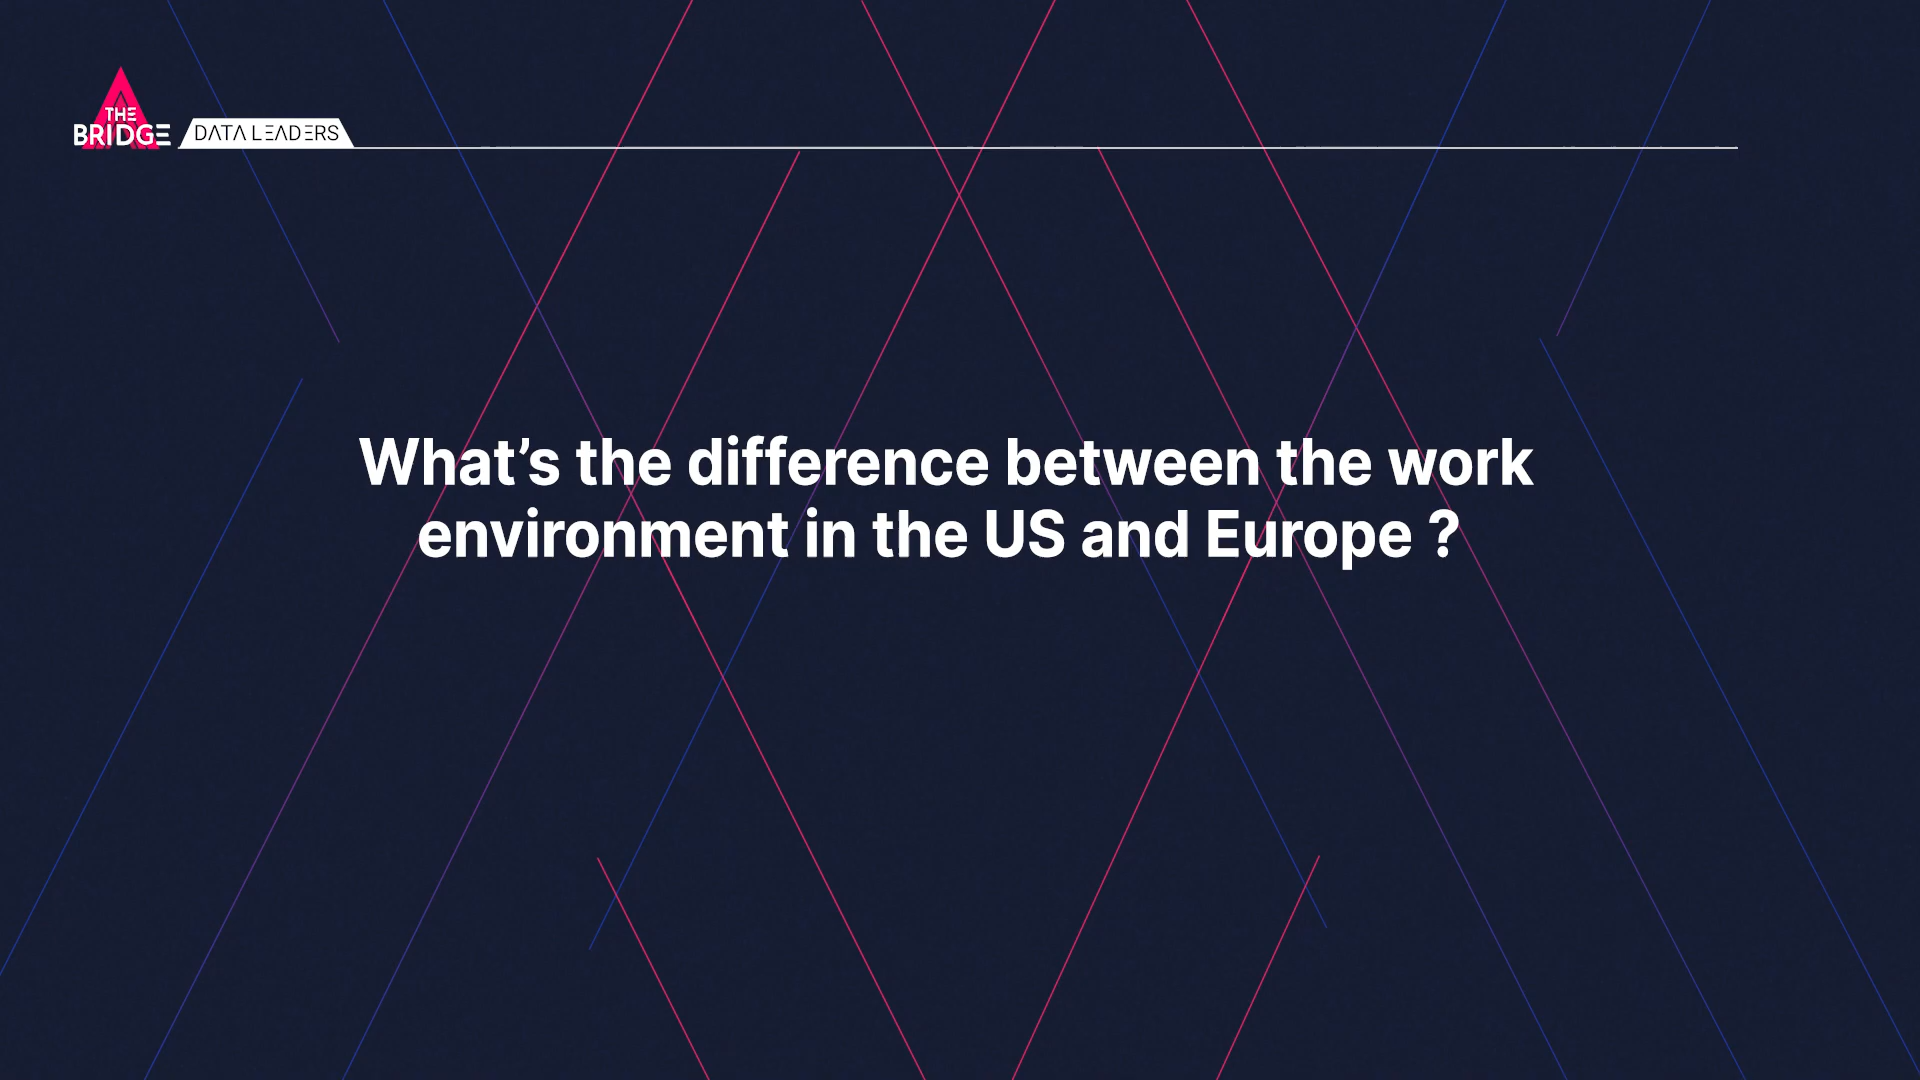 THE
BRIDGE
DATA LEADERS
What’s the difference between the work
environment in the US and Europe ?